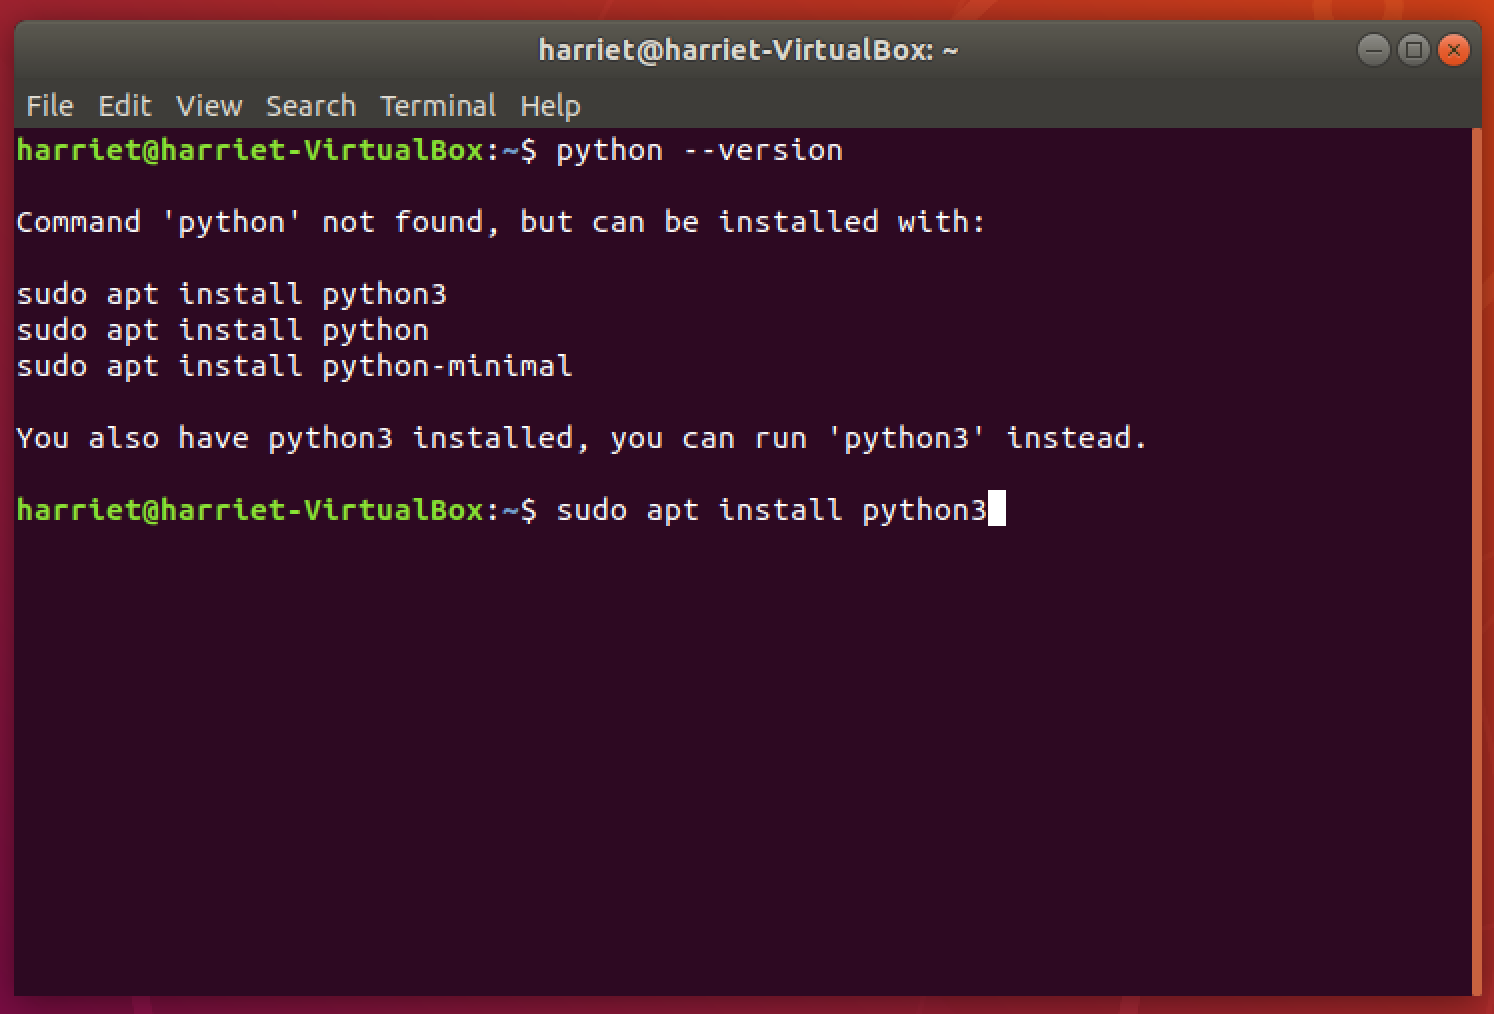 harriet@harriet-VirtualBox: ~
File Edit View Search Terminal Help
harriet@harriet-VirtualBox:~$ python --version
Command 'python' not found, but can be installed with:
sudo apt install python3
sudo apt install python
sudo apt install python-minimal
You also have python3 installed, you can run 'python3' instead.
harriet@harriet-VirtualBox:~$ sudo apt install python3